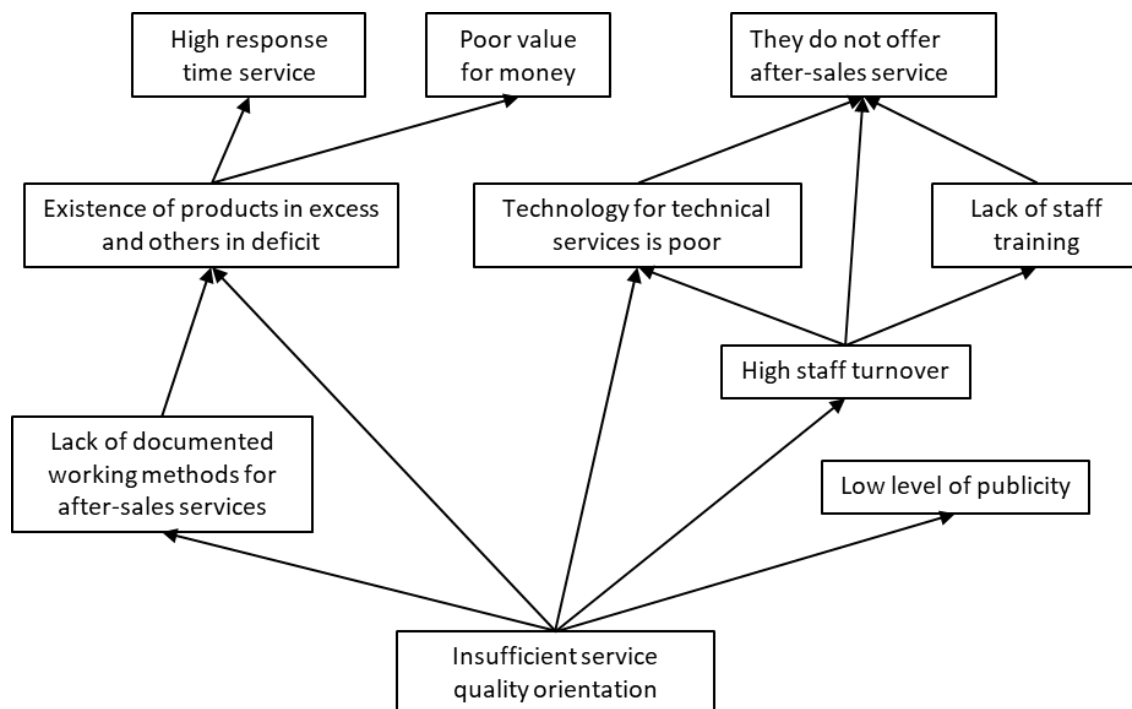 High response
time service
Poor value
for money
They do not offer
after-sales service
Existence of products in excess
and others in deficit
Technology for technical
services is poor
Lack of staff
training
High staff turnover
Lack of documented
working methods for
after-sales services
Low level of publicity
Insufficient service
quality orientation